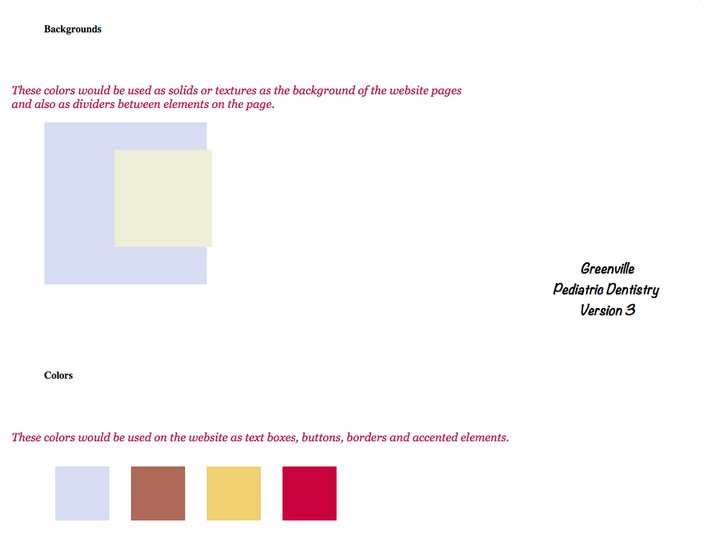 Backgrounds
These colors would be used as solids or textures as the background of the website pages
and also as dividers between elements on the page.
Greenville
Pediatric Dentistry
Version 3
Colors
These colors would be used on the website as text boxes, buttons, borders and accented elements.